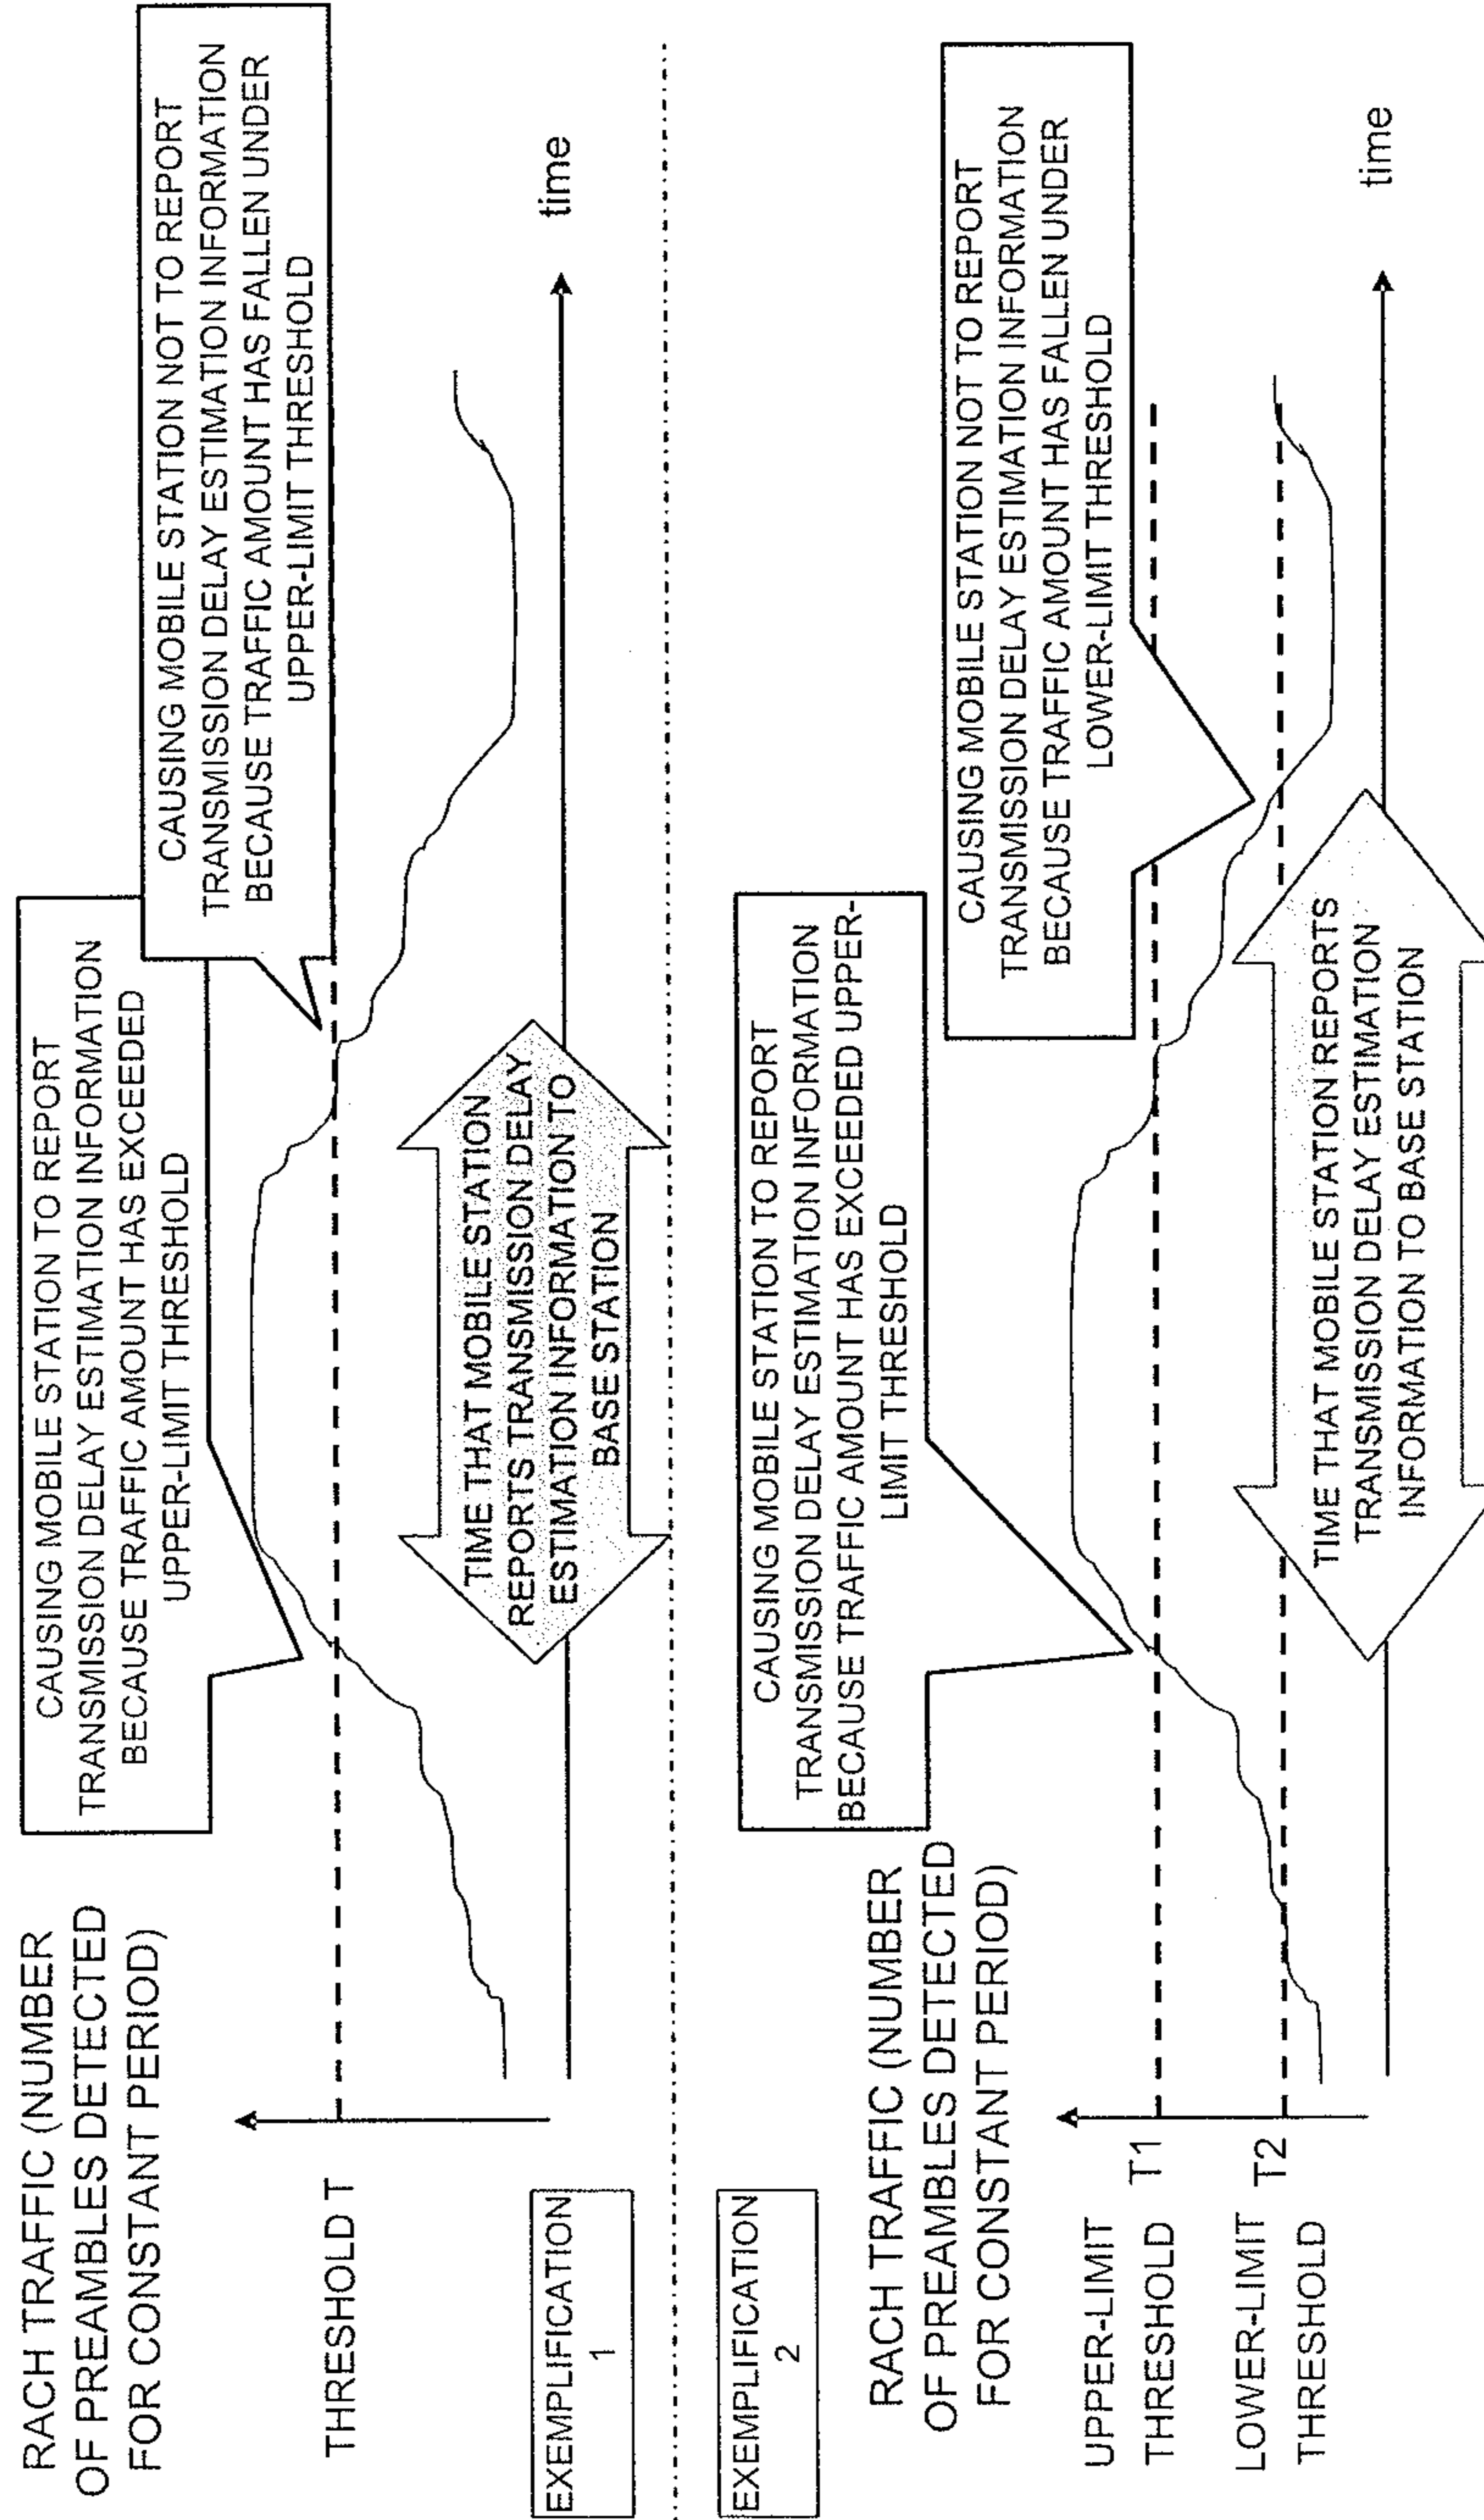 RACH TRAFFIC (NUMBER
OF PREAMBLES DETECTED
FOR CONSTANT PERIOD)
CAUSING MOBILE STATION TO REPORT
TRANSMISSION DELAY ESTIMATION INFORMATION
BECAUSE TRAFFIC AMOUNT HAS EXCEEDED
UPPER-LIMIT THRESHOLD
CAUSING MOBILE STATION NOT TO REPORT
TRANSMISSION DELAY ESTIMATION INFORMATION
BECAUSE TRAFFIC AMOUNT HAS FALLEN UNDER
UPPER-LIMIT THRESHOLD
THRESHOLD T
TIME THAT MOBILE STATION
REPORTS TRANSMISSION DELAY
ESTIMATION INFORMATION TO
BASE STATION
time
EXEMPLIFICATION
1
EXEMPLIFICATION
2
RACH TRAFFIC (NUMBER
OF PREAMBLES DETECTED
FOR CONSTANT PERIOD)
CAUSING MOBILE STATION TO REPORT
TRANSMISSION DELAY ESTIMATION INFORMATION
BECAUSE TRAFFIC AMOUNT HAS EXCEEDED UPPER-
LIMIT THRESHOLD
CAUSING MOBILE STATION NOT TO REPORT
TRANSMISSION DELAY ESTIMATION INFORMATION
BECAUSE TRAFFIC AMOUNT HAS FALLEN UNDER
LOWER-LIMIT THRESHOLD
UPPER-LIMIT
THRESHOLD T1
LOWER-LIMIT
THRESHOLD T2
TIME THAT MOBILE STATION REPORTS
TRANSMISSION DELAY ESTIMATION
INFORMATION TO BASE STATION
time